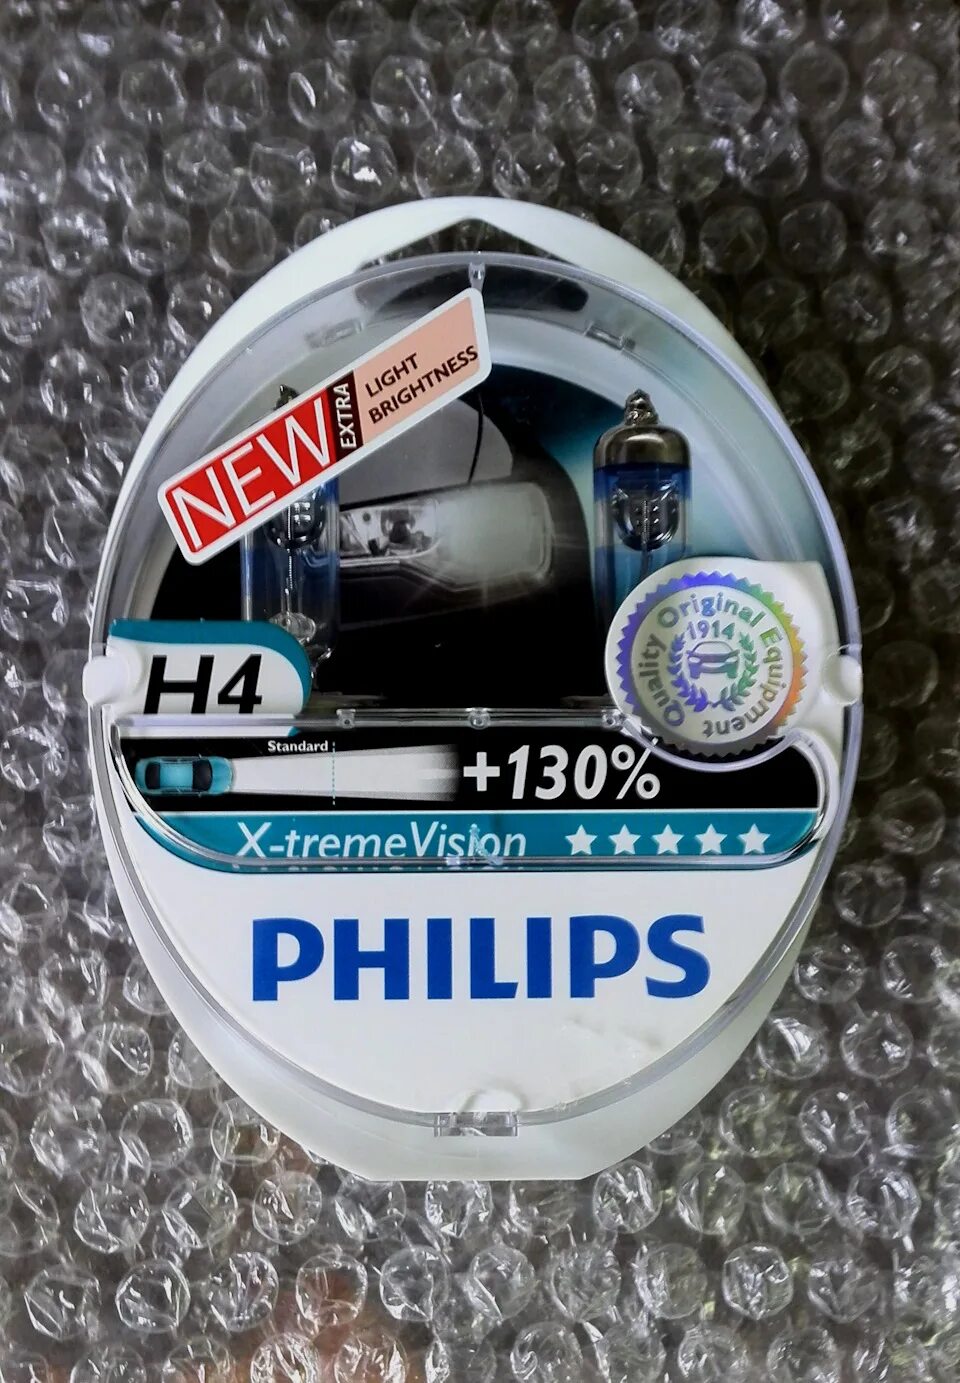 NEW
EXTRA
LIGHT
BRIGHTNESS
Quality Original Equipment
1914
H4
Standard
+130%
X-tremeVision
PHILIPS